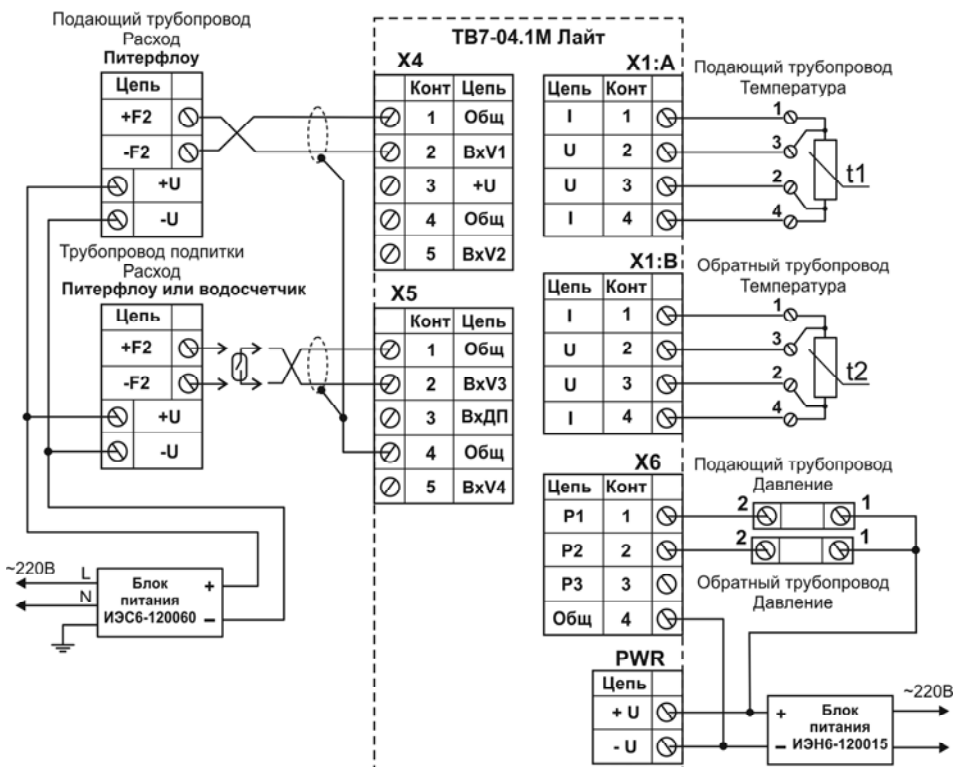 Подающий трубопровод
Расход
Питерфлоу
Цепь
+F2
-F2
+U
-U
Трубопровод подпитки
Расход
Питерфлоу или водосчетчик
Цепь
+F2
-F2
+U
-U
~220В
L
N
Блок
питания
ИЭС6-120060
+
–
ТВ7-04.1М Лайт
X4
Конт Цепь
1 Общ
2 ВхV1
3 +U
4 Общ
5 ВхV2
X5
Конт Цепь
1 Общ
2 ВхV3
3 ВхДП
4 Общ
5 ВхV4
X1:A
Цепь Конт
I 1
U 2
U 3
I 4
Подающий трубопровод
Температура
1
3
2
4
t1
X1:B
Цепь Конт
I 1
U 2
U 3
I 4
Обратный трубопровод
Температура
1
3
2
4
t2
X6
Цепь Конт
P1 1
P2 2
P3 3
Общ 4
Подающий трубопровод
Давление
2 1
2 1
Обратный трубопровод
Давление
PWR
Цепь
+ U
- U
+
–
Блок
питания
ИЭН6-120015
~220В